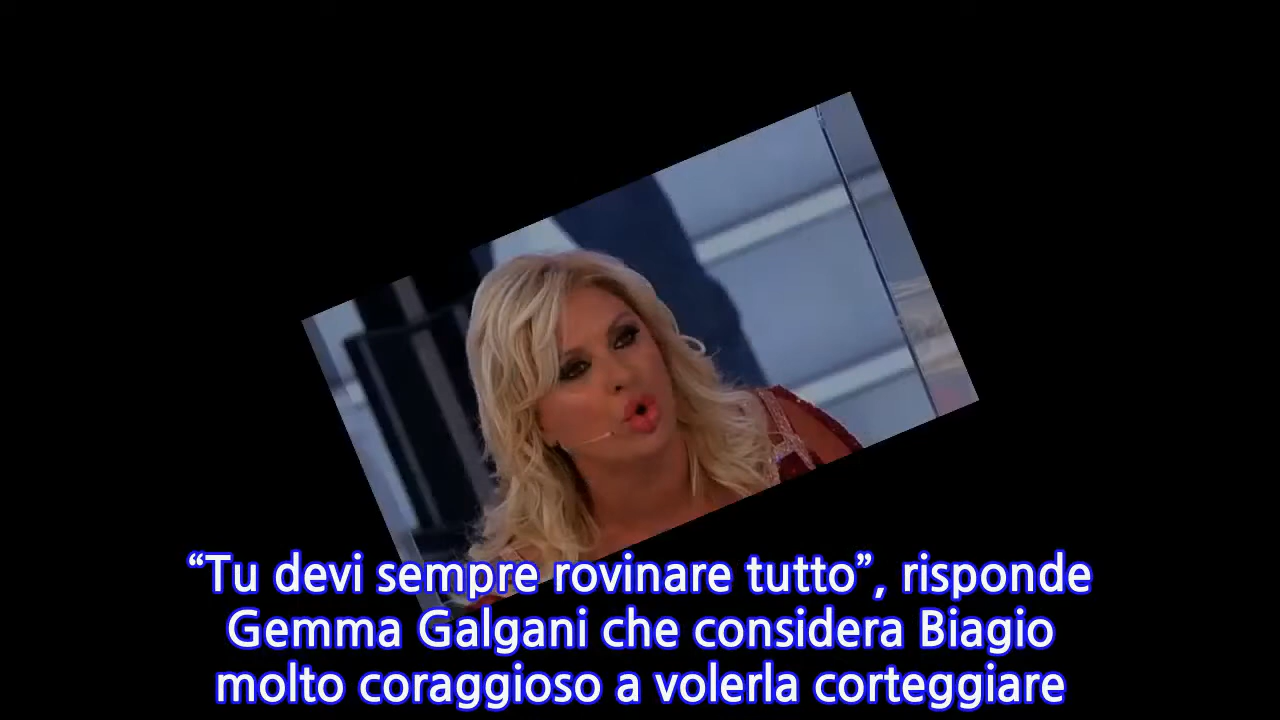 “Tu devi sempre rovinare tutto”, risponde
Gemma Galgani che considera Biagio
molto coraggioso a volerla corteggiare